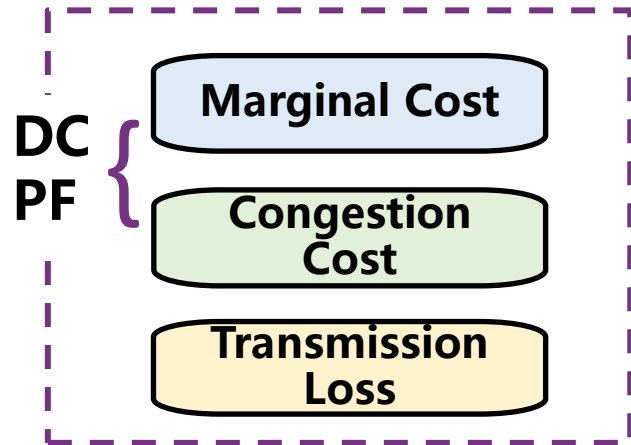 Marginal Cost
DC
PF
{
Congestion
Cost
Transmission
Loss